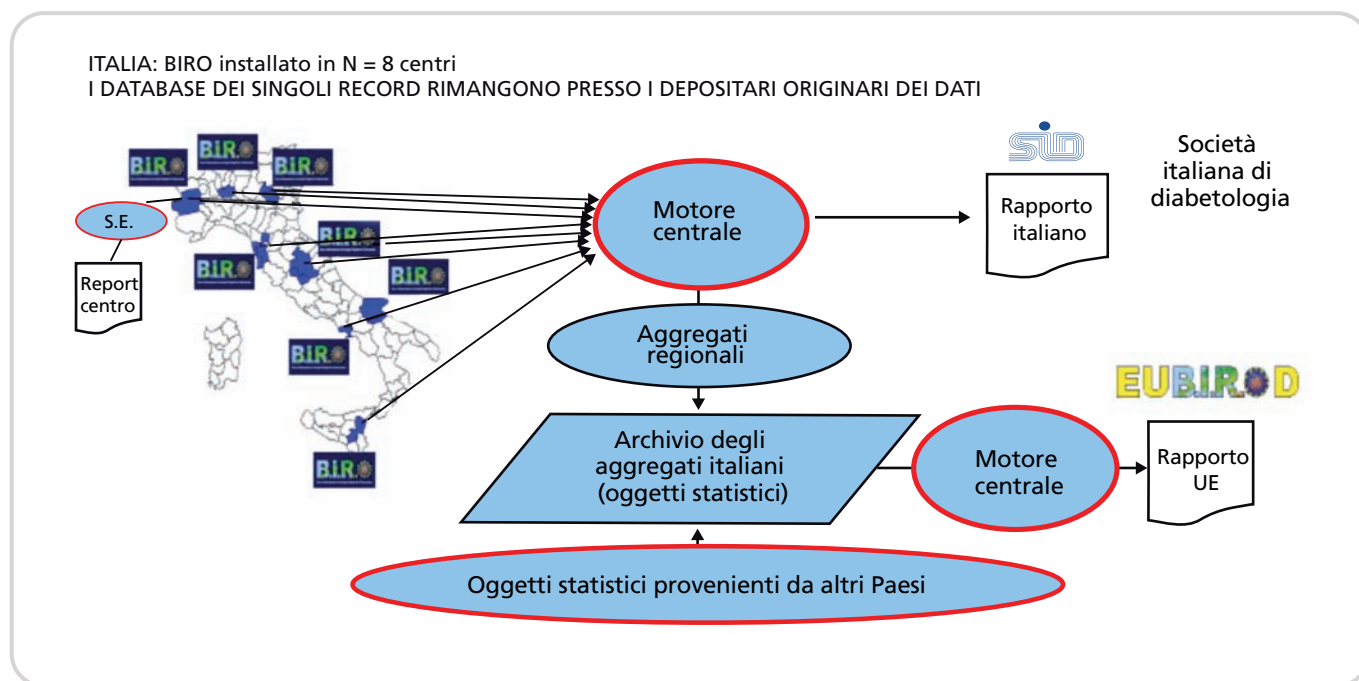 ITALIA: BIRO installato in N = 8 centri
I DATABASE DEI SINGOLI RECORD RIMANGONO PRESSO I DEPOSITARI ORIGINARI DEI DATI
B.I.R.O
B.I.R.O
B.I.R.O
S.E.
Report
centro
B.I.R.O
B.I.R.O
B.I.R.O
B.I.R.O
B.I.R.O
Motore
centrale
SID
Rapporto
italiano
Società
italiana di
diabetologia
Aggregati
regionali
Archivio degli
aggregati italiani
(oggetti statistici)
Motore
centrale
EUB.I.R.O.D
Rapporto
UE
Oggetti statistici provenienti da altri Paesi